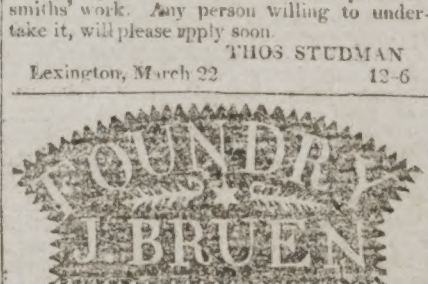 smiths' work. Any person willing to under-
take it, will please apply soon.
THOS STUDMAN
Lexington, March 22 12-6
FOUNDRY
J. BRUEN